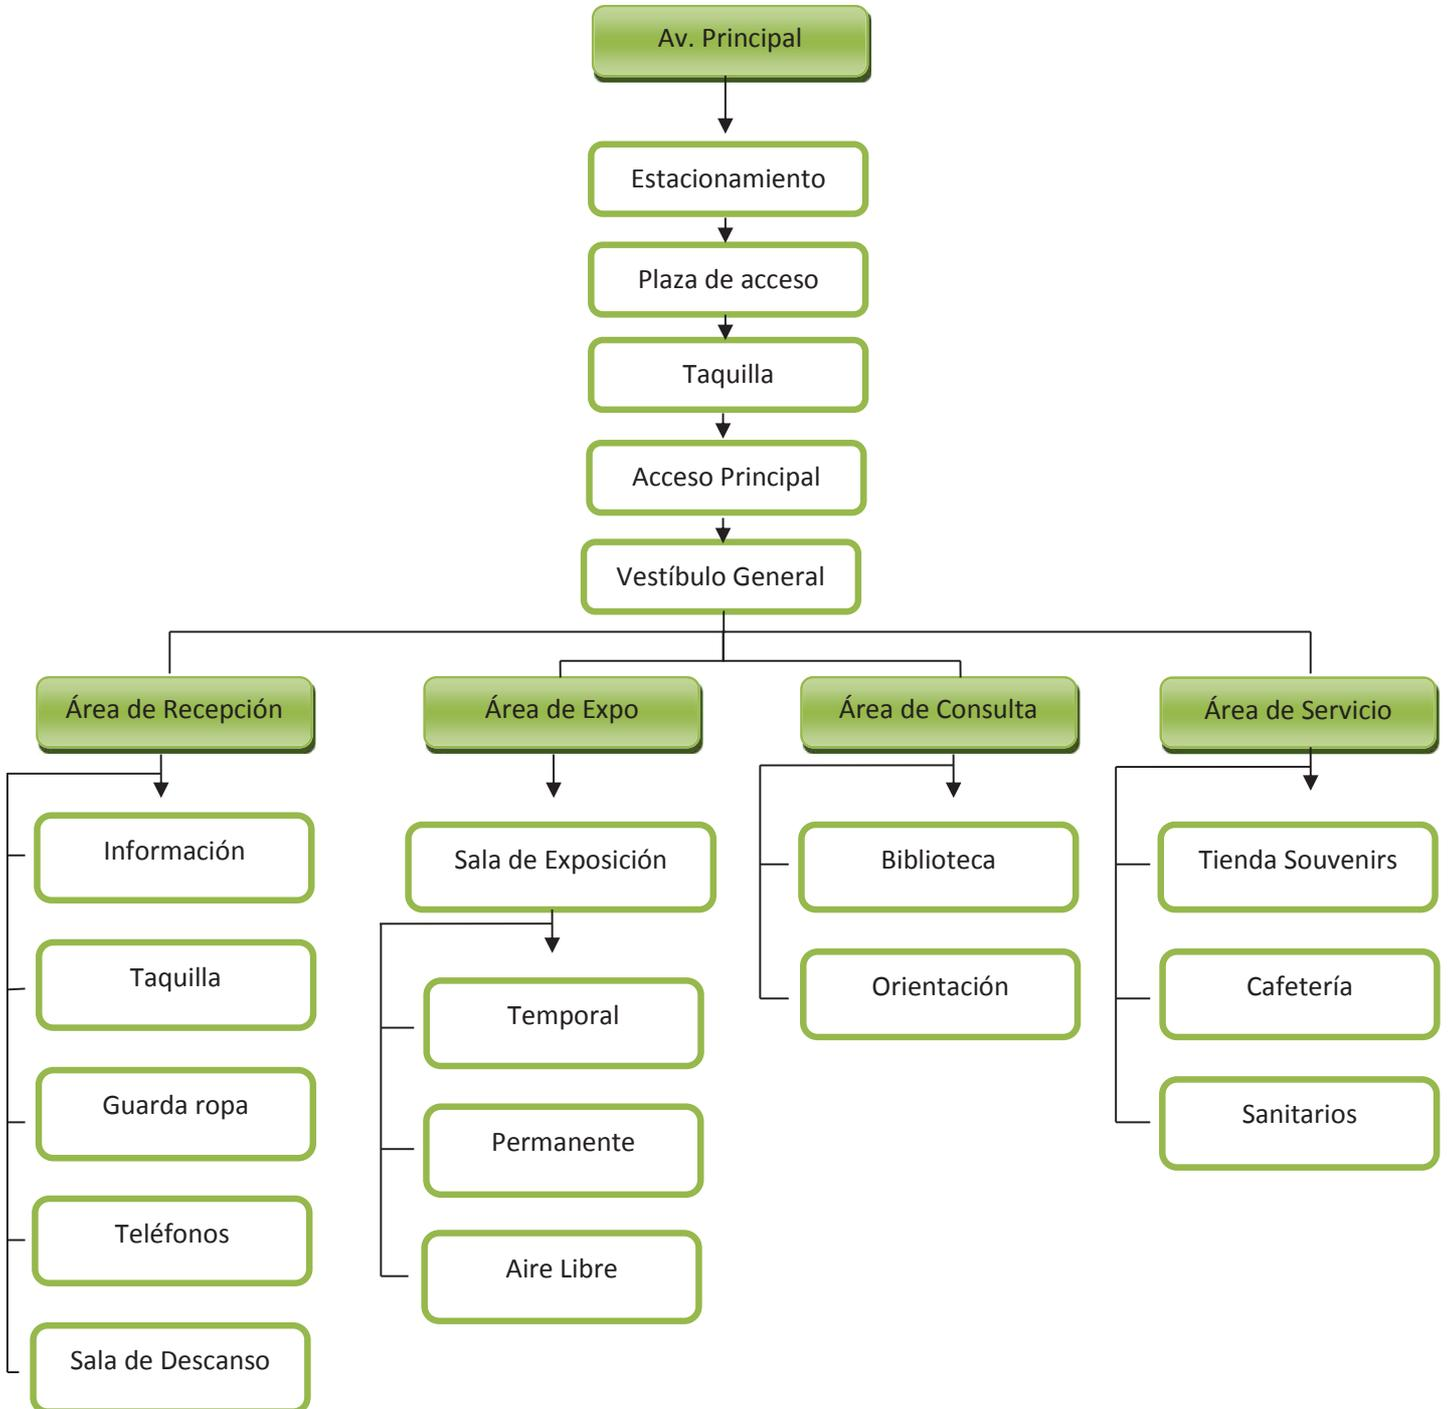 Av. Principal
Estacionamiento
Plaza de acceso
Taquilla
Acceso Principal
Vestíbulo General
Área de Recepción
Área de Expo
Área de Consulta
Área de Servicio
Información
Taquilla
Guarda ropa
Teléfonos
Sala de Descanso
Sala de Exposición
Temporal
Permanente
Aire Libre
Biblioteca
Orientación
Tienda Souvenirs
Cafetería
Sanitarios